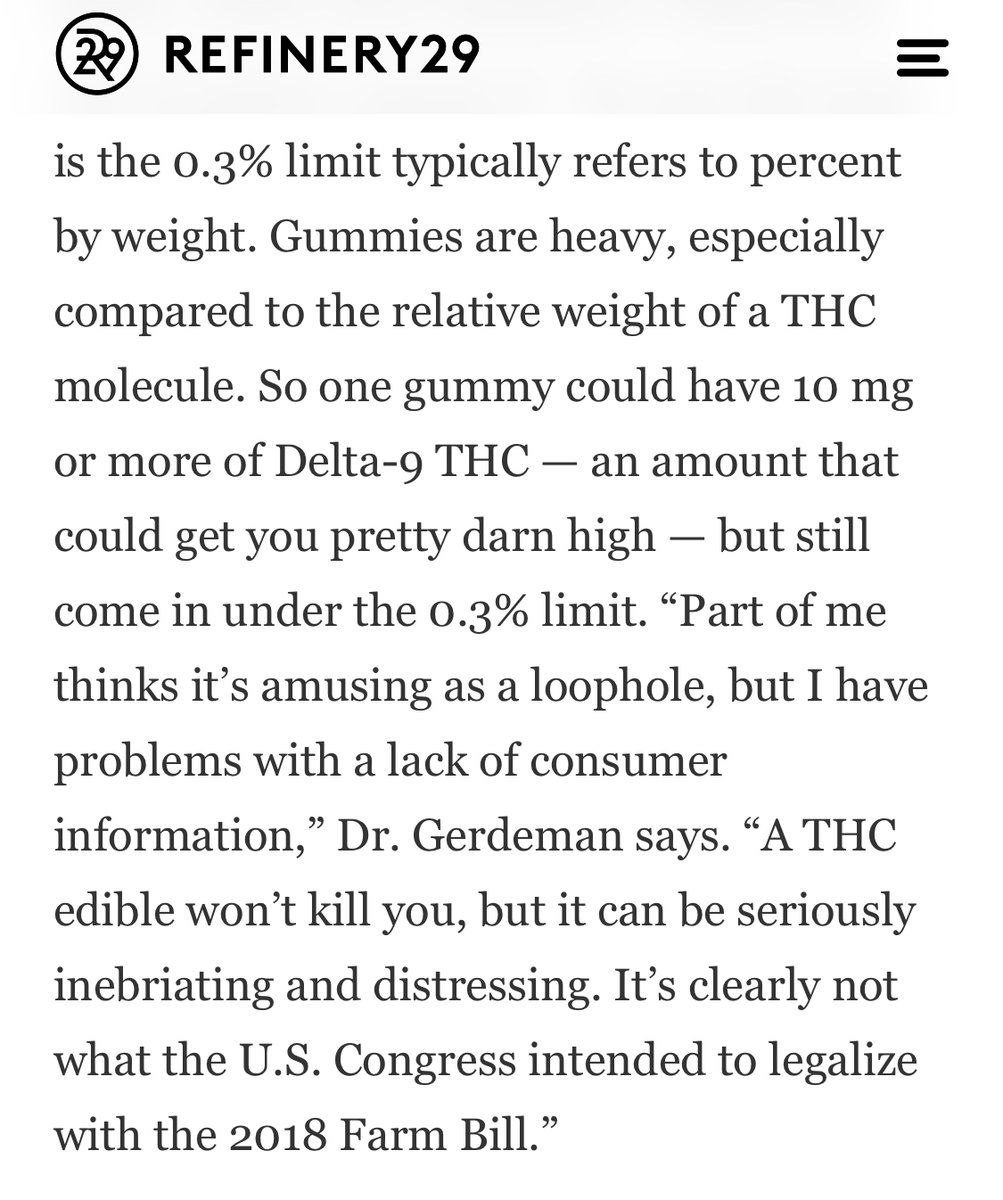 REFINERY29
is the 0.3% limit typically refers to percent
by weight. Gummies are heavy, especially
compared to the relative weight of a THC
molecule. So one gummy could have 10 mg
or more of Delta-9 THC — an amount that
could get you pretty darn high — but still
come in under the 0.3% limit. “Part of me
thinks it’s amusing as a loophole, but I have
problems with a lack of consumer
information,” Dr. Gerdeman says. “A THC
edible won’t kill you, but it can be seriously
inebriating and distressing. It’s clearly not
what the U.S. Congress intended to legalize
with the 2018 Farm Bill.”